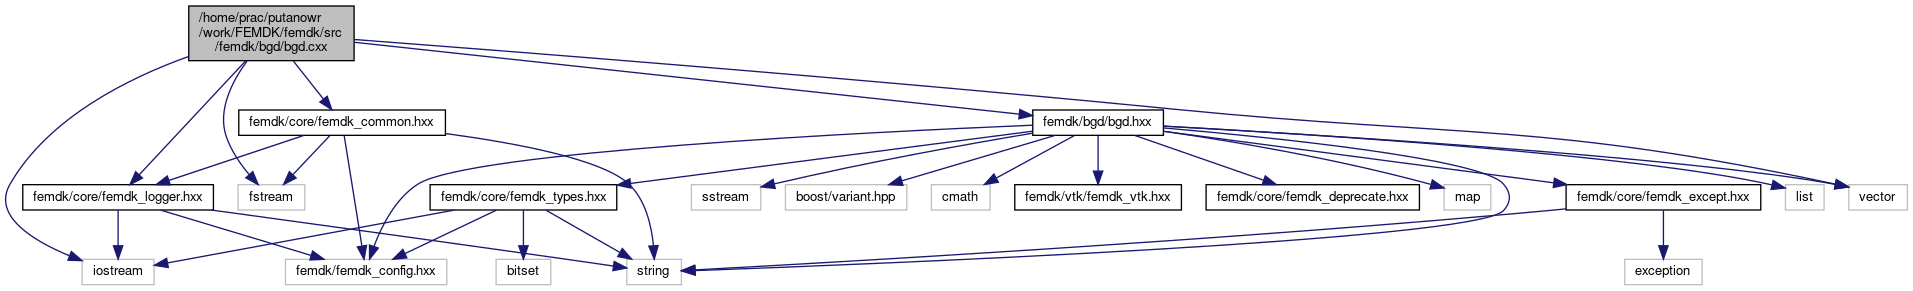 /home/prac/putanowr
/work/FEMDK/femdk/src
/femdk/bgd/bgd.cxx
femdk/core/femdk_common.hxx
femdk/bgd/bgd.hxx
femdk/core/femdk_logger.hxx
fstream
femdk/core/femdk_types.hxx
sstream
boost/variant.hpp
cmath
femdk/vtk/femdk_vtk.hxx
femdk/core/femdk_deprecate.hxx
map
femdk/core/femdk_except.hxx
list
vector
iostream
femdk/femdk_config.hxx
bitset
string
exception